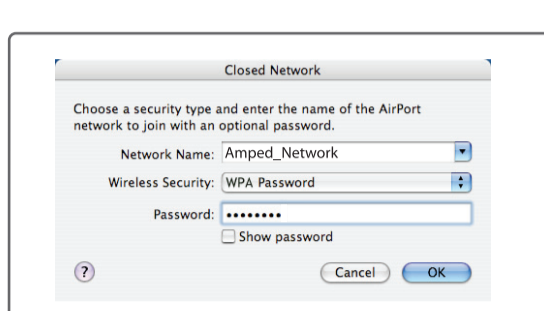 Closed Network
Choose a security type and enter the name of the AirPort
network to join with an optional password.
Network Name: Amped_Network
Wireless Security: WPA Password
Password: ••••••••
Show password
? Cancel OK